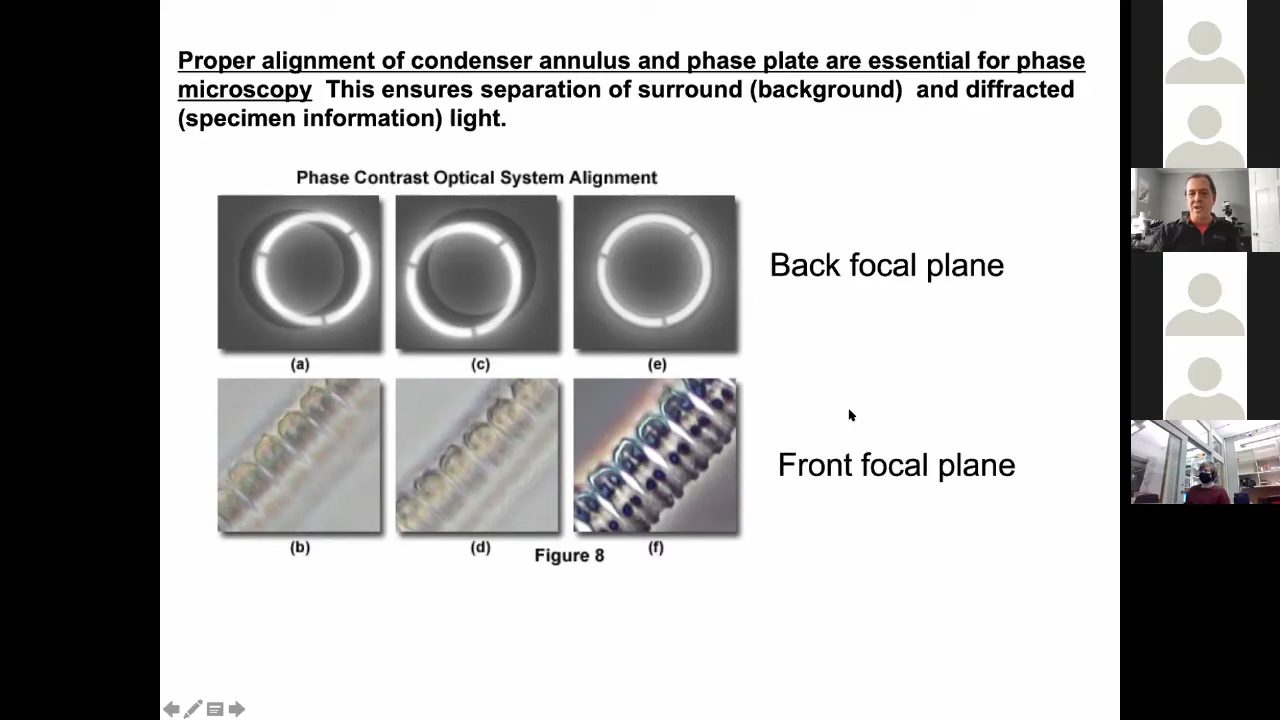 Proper alignment of condenser annulus and phase plate are essential for phase
microscopy  This ensures separation of surround (background)  and diffracted
(specimen information) light.
Phase Contrast Optical System Alignment
(a)
(c)
(e)
Back focal plane
Front focal plane
(b)
(d)
(f)
Figure 8